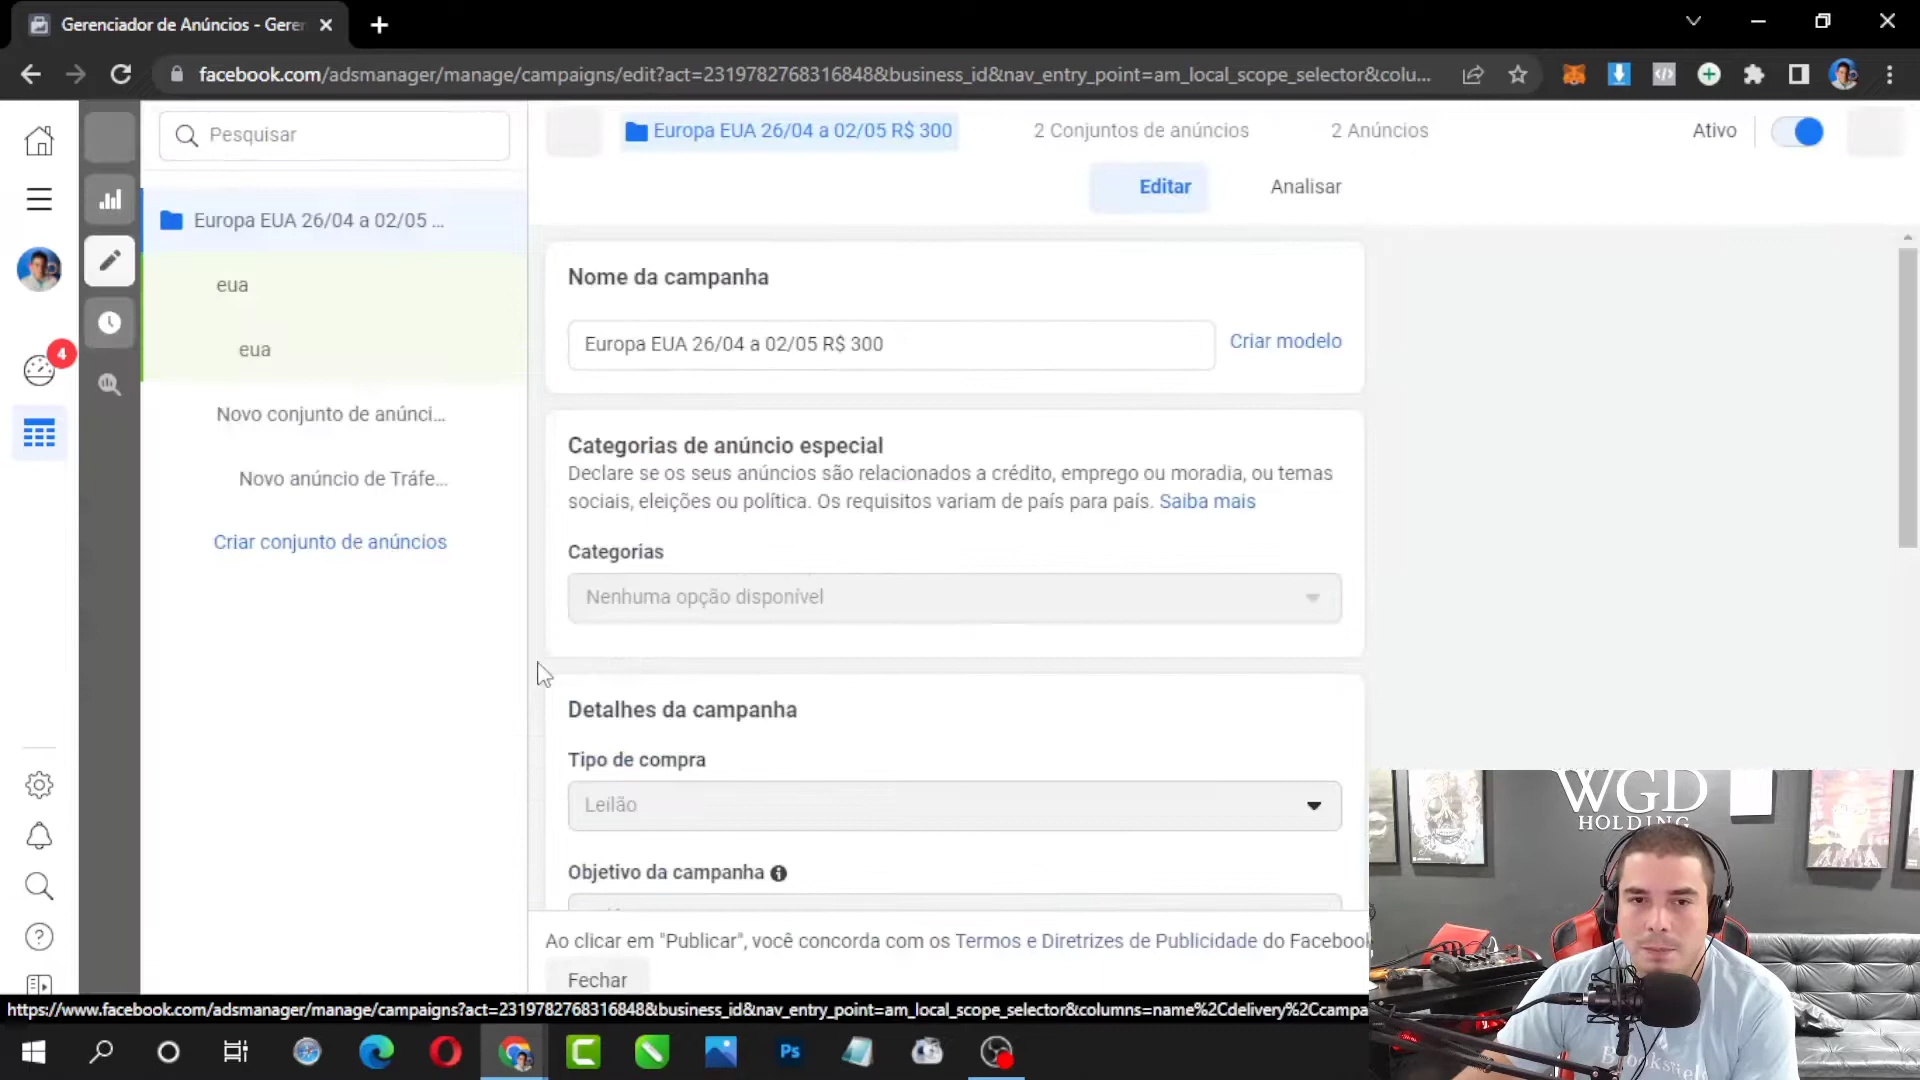 Gerenciador de Anúncios - Geren
facebook.com/adsmanager/manage/campaigns/edit?act=2319782768316848&business_id&nav_entry_point=am_local_scope_selector&colu...
Pesquisar
Europa EUA 26/04 a 02/05 R$ 300
2 Conjuntos de anúncios
2 Anúncios
Ativo
Editar
Analisar
Europa EUA 26/04 a 02/05 ...
eua
eua
Novo conjunto de anúnci...
Novo anúncio de Tráfe...
Criar conjunto de anúncios
4
Nome da campanha
Europa EUA 26/04 a 02/05 R$ 300
Criar modelo
Categorias de anúncio especial
Declare se os seus anúncios são relacionados a crédito, emprego ou moradia, ou temas
sociais, eleições ou política. Os requisitos variam de país para país. Saiba mais
Categorias
Nenhuma opção disponível
Detalhes da campanha
Tipo de compra
Leilão
Objetivo da campanha
Ao clicar em "Publicar", você concorda com os Termos e Diretrizes de Publicidade do Facebook
Fechar
https://www.facebook.com/adsmanager/manage/campaigns?act=2319782768316848&business_id&nav_entry_point=am_local_scope_selector&columns=name%2Cdelivery%2Ccampa
WGD
HOLDING
Ps